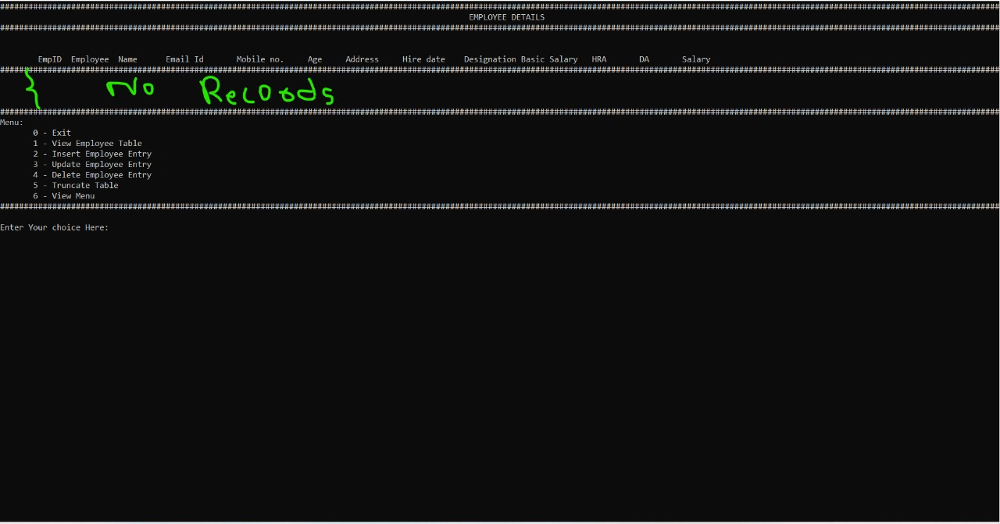 ################################################################################
EMPLOYEE DETAILS
################################################################################
EmpID Employee Name Email Id Mobile no. Age Address Hire date Designation Basic Salary HRA DA Salary
################################################################################
} No Records
################################################################################
Menu:
0 - Exit
1 - View Employee Table
2 - Insert Employee Entry
3 - Update Employee Entry
4 - Delete Employee Entry
5 - Truncate Table
6 - View Menu
################################################################################
Enter Your choice Here: